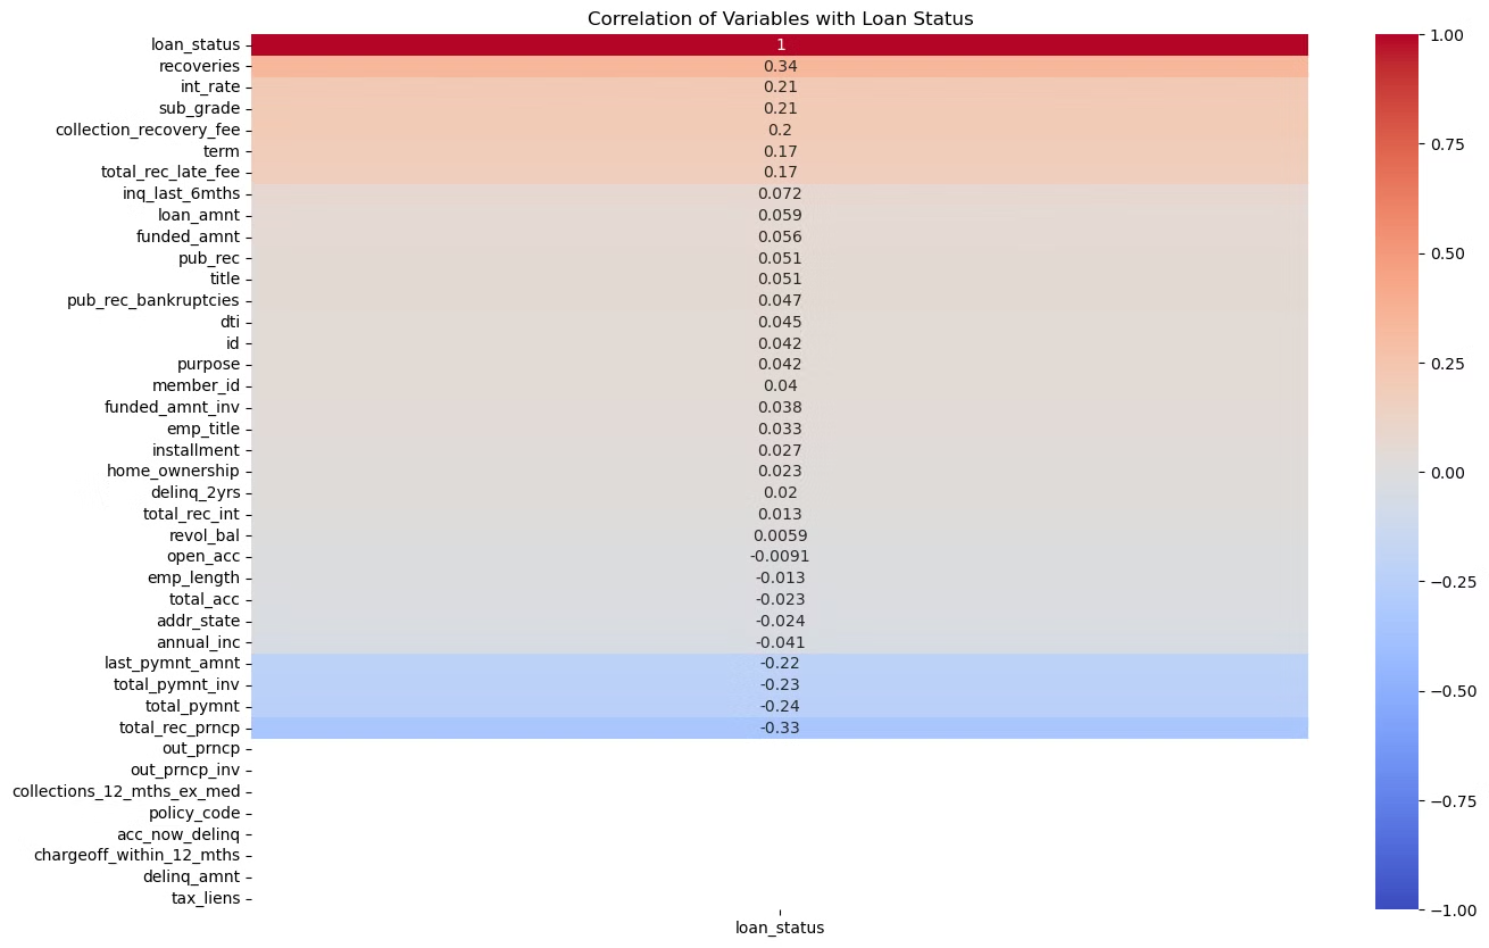 Correlation of Variables with Loan Status
loan_status 1
recoveries 0.34
int_rate 0.21
sub_grade 0.21
collection_recovery_fee 0.2
term 0.17
total_rec_late_fee 0.17
inq_last_6mths 0.072
loan_amnt 0.059
funded_amnt 0.056
pub_rec 0.051
title 0.051
pub_rec_bankruptcies 0.047
dti 0.045
id 0.042
purpose 0.042
member_id 0.04
funded_amnt_inv 0.038
emp_title 0.033
installment 0.027
home_ownership 0.023
delinq_2yrs 0.02
total_rec_int 0.013
revol_bal 0.0059
open_acc -0.0091
emp_length -0.013
total_acc -0.023
addr_state -0.024
annual_inc -0.041
last_pymnt_amnt -0.22
total_pymnt_inv -0.23
total_pymnt -0.24
total_rec_prncp -0.33
out_prncp
out_prncp_inv
collections_12_mths_ex_med
policy_code
acc_now_delinq
chargeoff_within_12_mths
delinq_amnt
tax_liens
loan_status
1.00
0.75
0.50
0.25
0.00
−0.25
−0.50
−0.75
−1.00